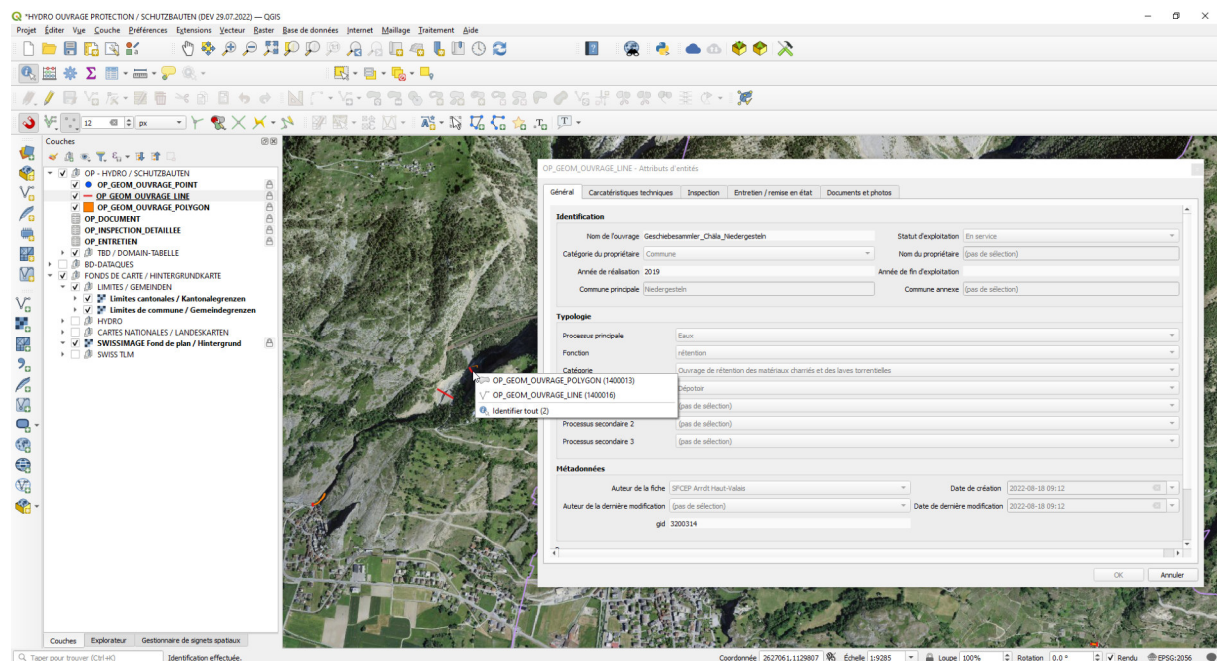 *HYDRO OUVRAGE PROTECTION / SCHUTZBAUTEN (DEV 29.07.2022) — QGIS
Projet Éditer Vue Couche Préférences Extensions Vecteur Raster Base de données Internet Maillage Traitement Aide
12 px
Couches
OP - HYDRO / SCHUTZBAUTEN
OP_GEOM_OUVRAGE_POINT
OP_GEOM_OUVRAGE_LINE
OP_GEOM_OUVRAGE_POLYGON
OP_DOCUMENT
OP_INSPECTION_DETAILLEE
OP_ENTRETIEN
TBD / DOMAIN-TABELLE
BD-DATAQUES
FONDS DE CARTE / HINTERGRUNDKARTE
LIMITES / GEMEINDEN
Limites cantonales / Kantonalegrenzen
Limites de commune / Gemeindegrenzen
HYDRO
CARTES NATIONALES / LANDESKARTEN
SWISSIMAGE Fond de plan / Hintergrund
SWISS TLM
OP_GEOM_OUVRAGE_POLYGON (1400013)
OP_GEOM_OUVRAGE_LINE (1400016)
Identifier tout (2)
OP_GEOM_OUVRAGE_LINE - Attributs d'entités
Général Carcatéristiques techniques Inspection Entretien / remise en état Documents et photos
Identification
Nom de l'ouvrage Geschiebesammler_Chäla_Niedergesteln Statut d'exploitation En service
Catégorie du propriétaire Commune Nom du propriétaire (pas de sélection)
Année de réalisation 2019 Année de fin d'exploitation
Commune principale Niedergesteln Commune annexe (pas de sélection)
Typologie
Processus principale Eaux
Fonction rétention
Catégorie Ouvrage de rétention des matériaux charriés et des laves torrentielles
Dépotoir
(pas de sélection)
Processus secondaire 2 (pas de sélection)
Processus secondaire 3 (pas de sélection)
Métadonnées
Auteur de la fiche SFCEP Arrdt Haut-Valais Date de création 2022-08-18 09:12
Auteur de la dernière modification (pas de sélection) Date de dernière modification 2022-08-18 09:12
gid 3200314
OK Annuler
Couches Explorateur Gestionnaire de signets spatiaux
Taper pour trouver (Ctrl+K) Identification effectuée. Coordonnée 2627061,1129807 Échelle 1:9285 Loupe 100% Rotation 0.0 ° Rendu EPSG:2056